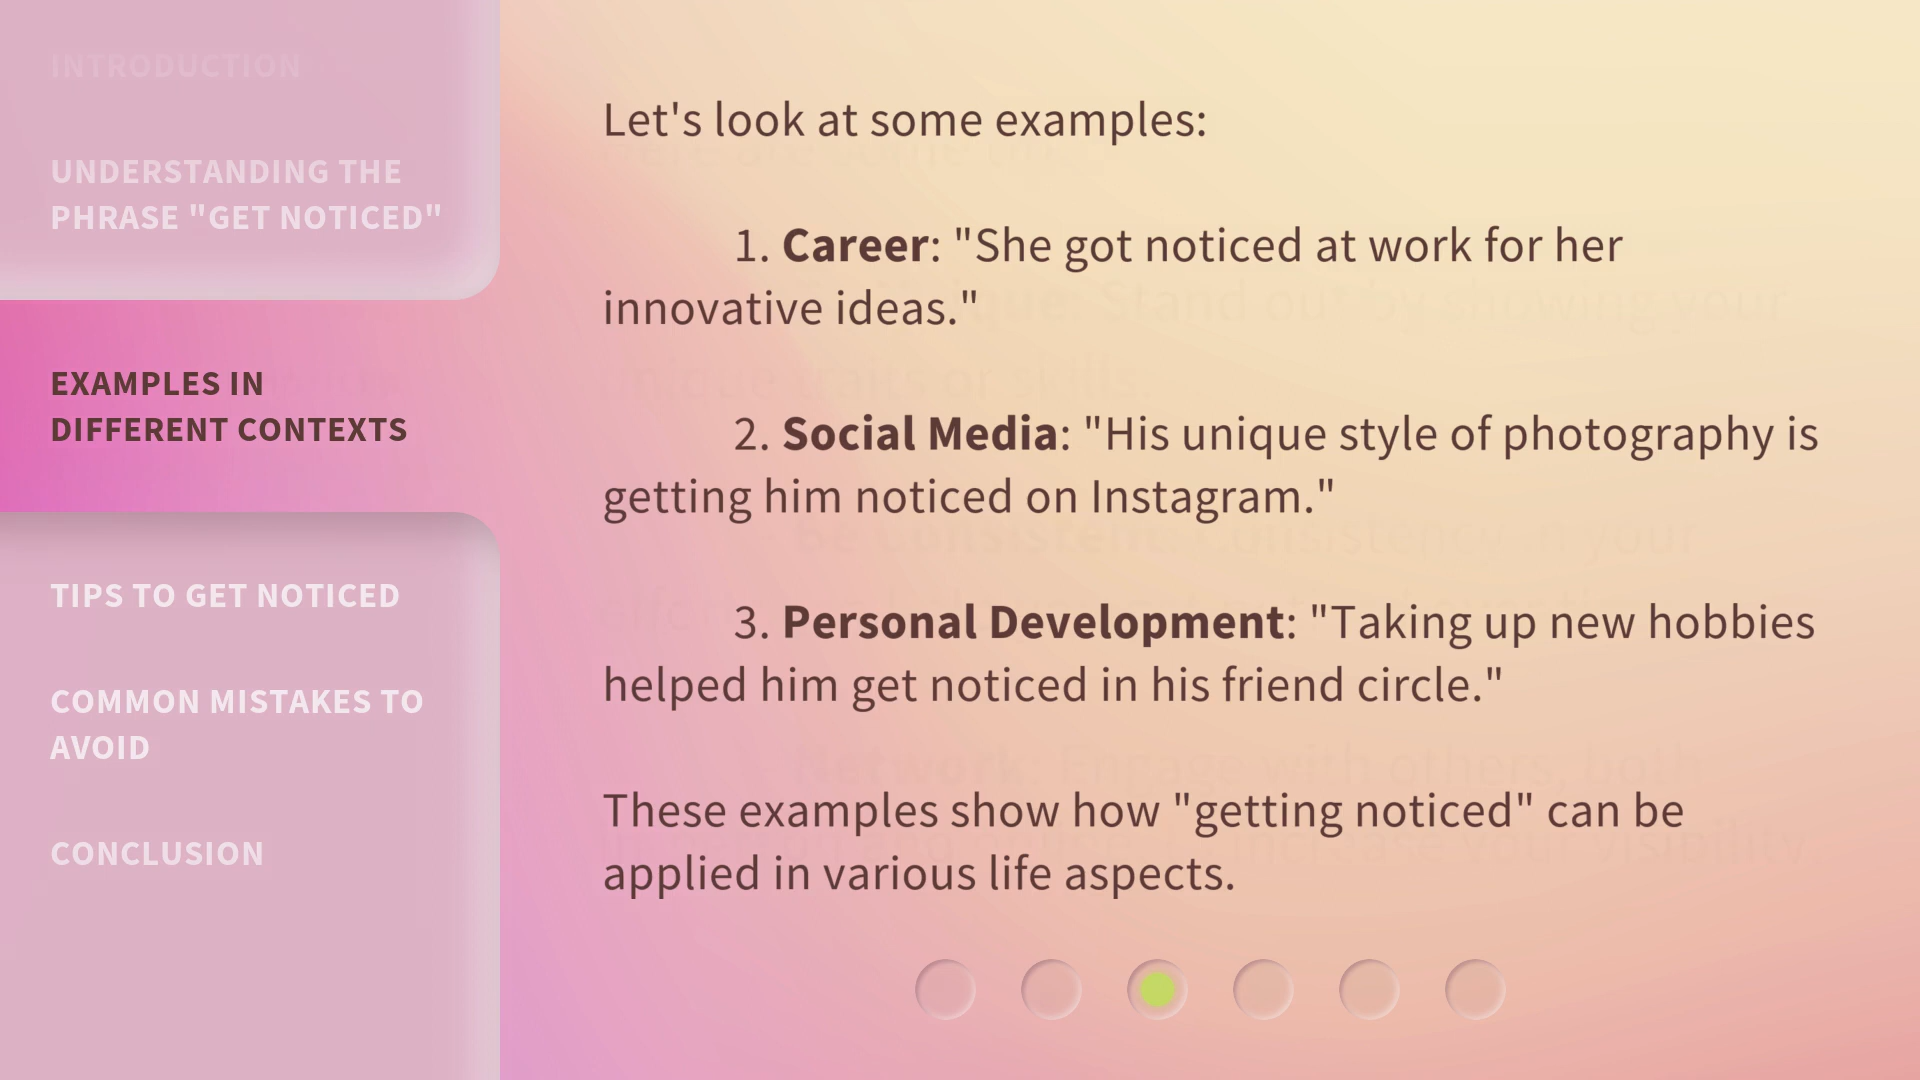 INTRODUCTION
UNDERSTANDING THE
PHRASE "GET NOTICED"
EXAMPLES IN
DIFFERENT CONTEXTS
TIPS TO GET NOTICED
COMMON MISTAKES TO
AVOID
CONCLUSION
Let's look at some examples:
1. Career: "She got noticed at work for her
innovative ideas."
2. Social Media: "His unique style of photography is
getting him noticed on Instagram."
3. Personal Development: "Taking up new hobbies
helped him get noticed in his friend circle."
These examples show how "getting noticed" can be
applied in various life aspects.